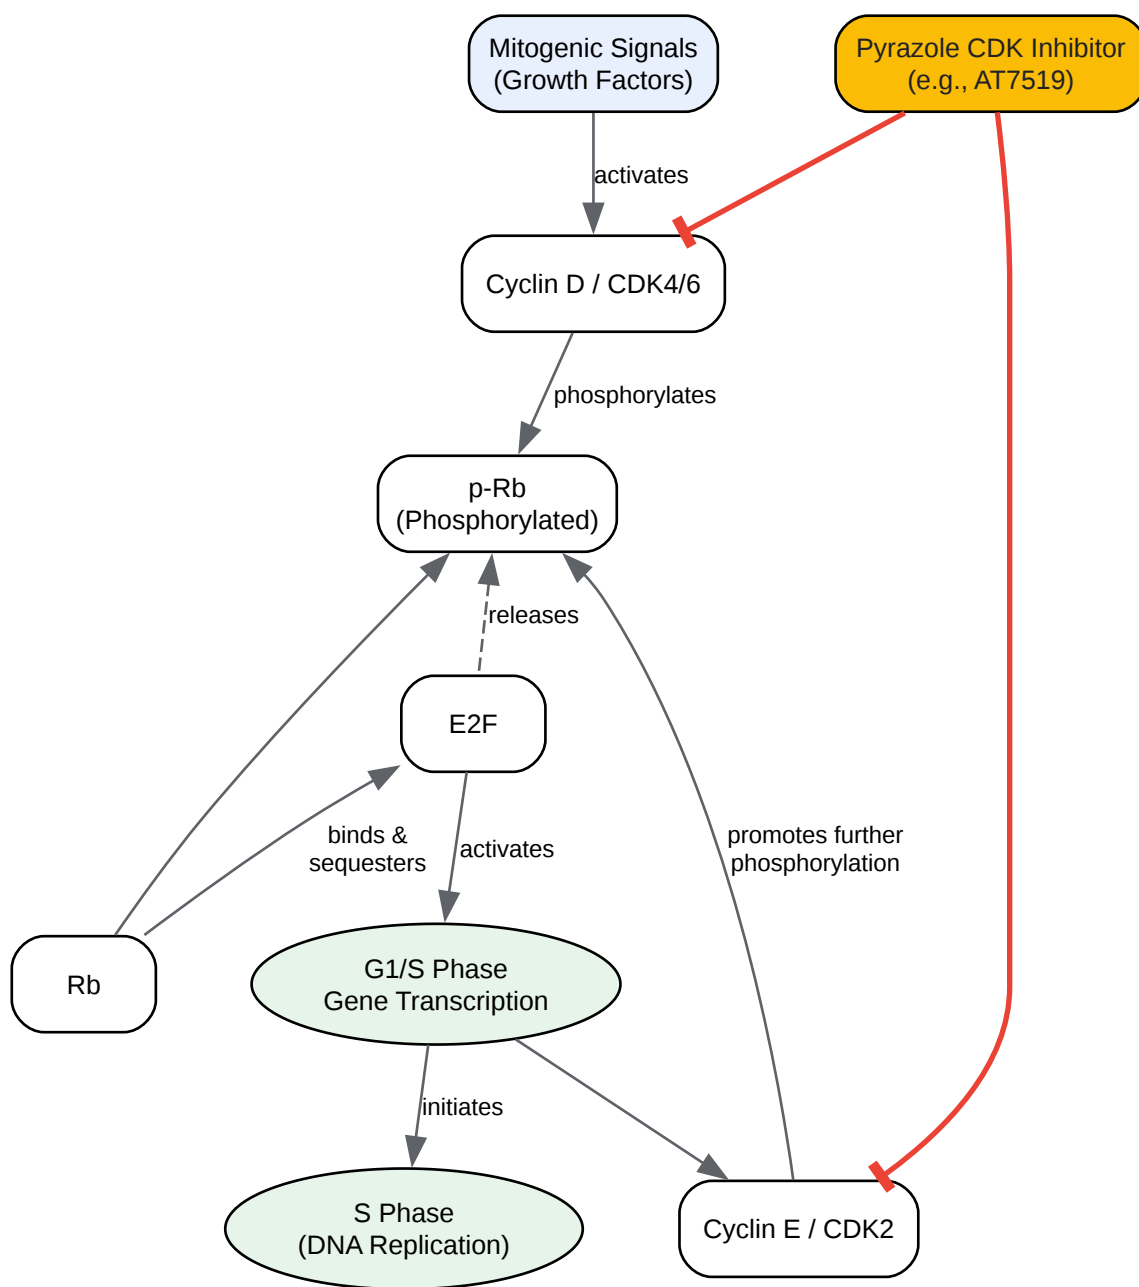 Mitogenic Signals
(Growth Factors)
Pyrazole CDK Inhibitor
(e.g., AT7519)
activates
Cyclin D / CDK4/6
phosphorylates
p-Rb
(Phosphorylated)
releases
E2F
binds &
sequesters
activates
promotes further
phosphorylation
Rb
G1/S Phase
Gene Transcription
initiates
S Phase
(DNA Replication)
Cyclin E / CDK2